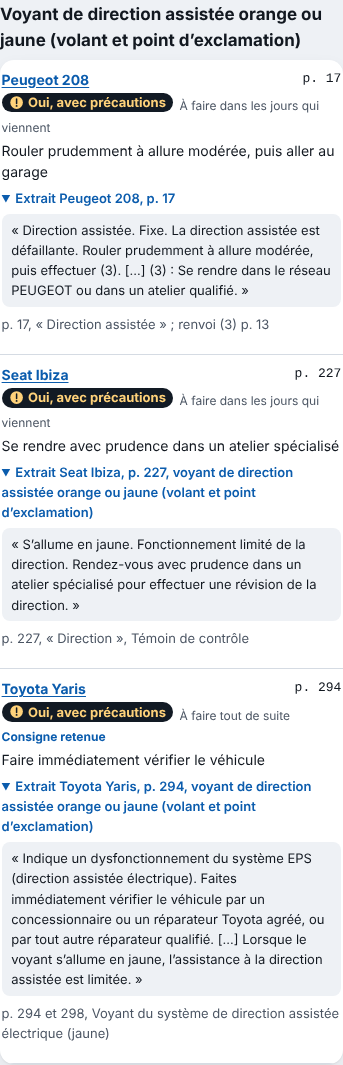 Voyant de direction assistée orange ou
jaune (volant et point d’exclamation)
Peugeot 208 p. 17
! Oui, avec précautions À faire dans les jours qui
viennent
Rouler prudemment à allure modérée, puis aller au
garage
▼ Extrait Peugeot 208, p. 17
« Direction assistée. Fixe. La direction assistée est
défaillante. Rouler prudemment à allure modérée,
puis effectuer (3). [...] (3) : Se rendre dans le réseau
PEUGEOT ou dans un atelier qualifié. »
p. 17, « Direction assistée » ; renvoi (3) p. 13
Seat Ibiza p. 227
! Oui, avec précautions À faire dans les jours qui
viennent
Se rendre avec prudence dans un atelier spécialisé
▼ Extrait Seat Ibiza, p. 227, voyant de direction
assistée orange ou jaune (volant et point
d’exclamation)
« S’allume en jaune. Fonctionnement limité de la
direction. Rendez-vous avec prudence dans un
atelier spécialisé pour effectuer une révision de la
direction. »
p. 227, « Direction », Témoin de contrôle
Toyota Yaris p. 294
! Oui, avec précautions À faire tout de suite
Consigne retenue
Faire immédiatement vérifier le véhicule
▼ Extrait Toyota Yaris, p. 294, voyant de direction
assistée orange ou jaune (volant et point
d’exclamation)
« Indique un dysfonctionnement du système EPS
(direction assistée électrique). Faites
immédiatement vérifier le véhicule par un
concessionnaire ou un réparateur Toyota agréé, ou
par tout autre réparateur qualifié. [...] Lorsque le
voyant s’allume en jaune, l’assistance à la direction
assistée est limitée. »
p. 294 et 298, Voyant du système de direction assistée
électrique (jaune)